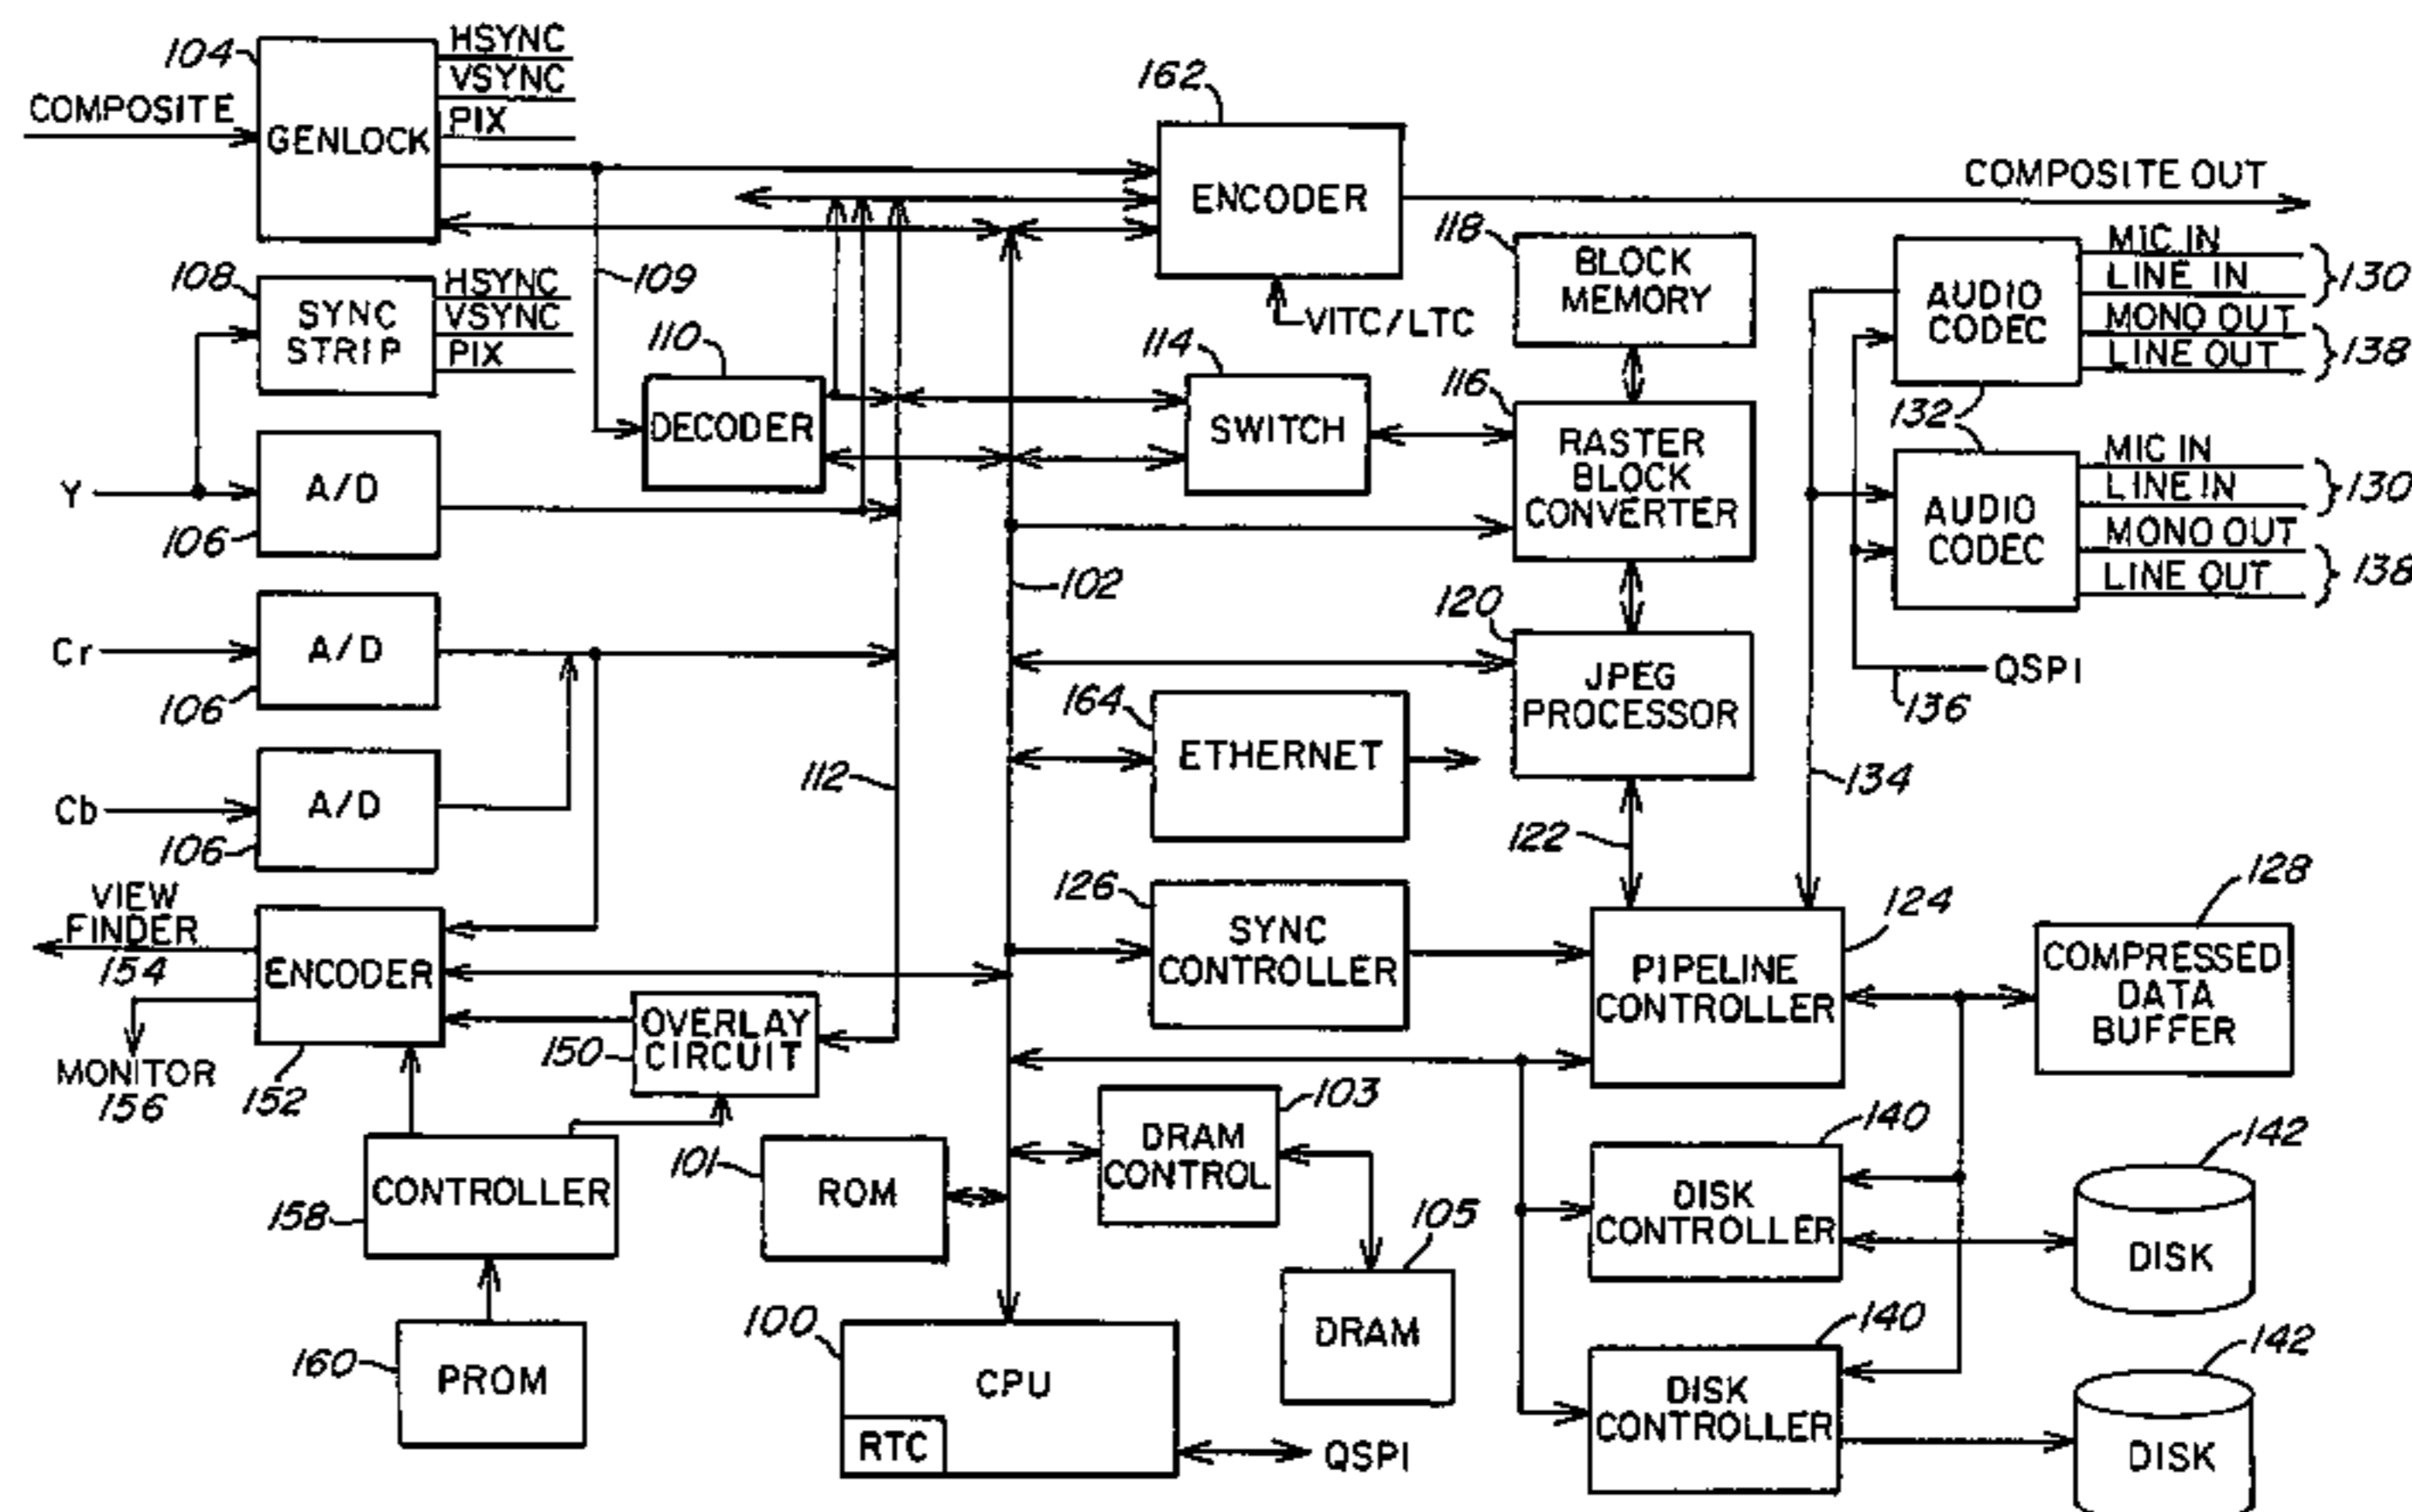 104
HSYNC
VSYNC
PIX
COMPOSITE
GENLOCK
162
ENCODER
COMPOSITE OUT
VITC/LTC
108
SYNC
STRIP
HSYNC
VSYNC
PIX
109
110
DECODER
114
SWITCH
118
BLOCK
MEMORY
116
RASTER
BLOCK
CONVERTER
AUDIO
CODEC
MIC IN
LINE IN
130
MONO OUT
LINE OUT
138
132
AUDIO
CODEC
MIC IN
LINE IN
130
MONO OUT
LINE OUT
138
QSPI
136
134
Y
A/D
106
Cr
A/D
106
Cb
A/D
106
102
112
120
JPEG
PROCESSOR
164
ETHERNET
122
126
SYNC
CONTROLLER
124
PIPELINE
CONTROLLER
128
COMPRESSED
DATA
BUFFER
VIEW
FINDER
154
ENCODER
MONITOR
156
152
OVERLAY
CIRCUIT
150
158
CONTROLLER
160
PROM
101
ROM
103
DRAM
CONTROL
105
DRAM
100
CPU
RTC
QSPI
140
DISK
CONTROLLER
142
DISK
140
DISK
CONTROLLER
142
DISK